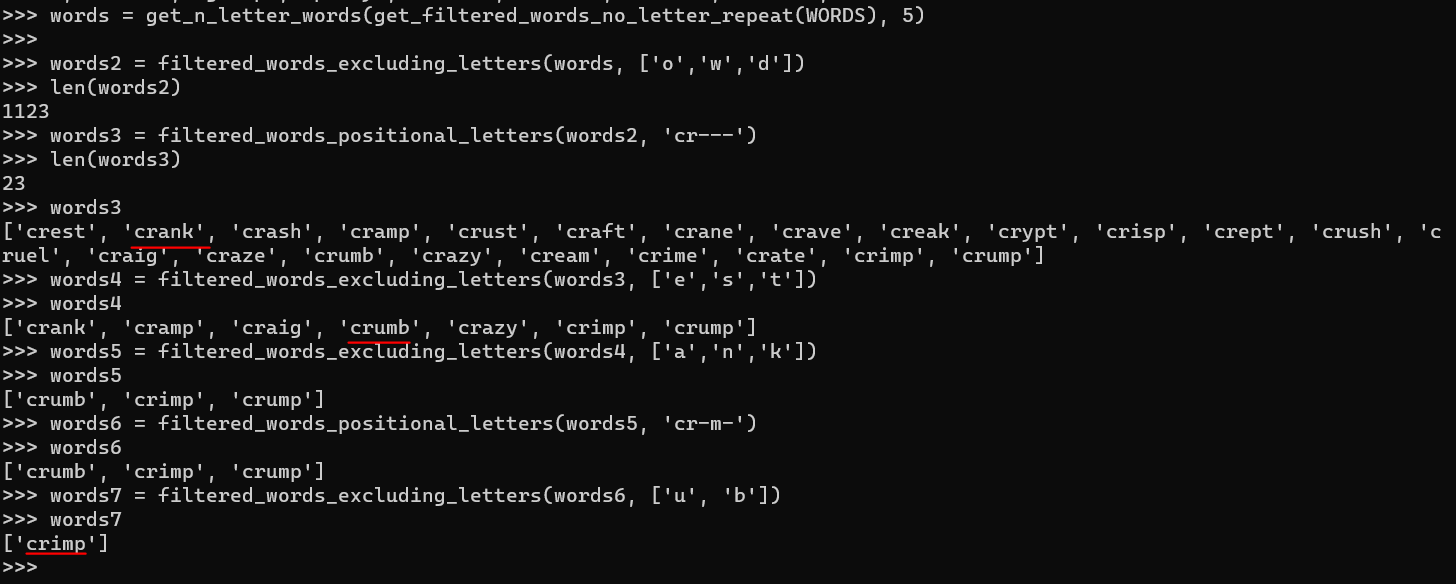 >>> words = get_n_letter_words(get_filtered_words_no_letter_repeat(WORDS), 5)
>>>
>>> words2 = filtered_words_excluding_letters(words, ['o','w','d'])
>>> len(words2)
1123
>>> words3 = filtered_words_positional_letters(words2, 'cr---')
>>> len(words3)
23
>>> words3
['crest', 'crank', 'crash', 'cramp', 'crust', 'craft', 'crane', 'crave', 'creak', 'crypt', 'crisp', 'crept', 'crush', 'c
ruel', 'craig', 'craze', 'crumb', 'crazy', 'cream', 'crime', 'crate', 'crimp', 'crump']
>>> words4 = filtered_words_excluding_letters(words3, ['e','s','t'])
>>> words4
['crank', 'cramp', 'craig', 'crumb', 'crazy', 'crimp', 'crump']
>>> words5 = filtered_words_excluding_letters(words4, ['a','n','k'])
>>> words5
['crumb', 'crimp', 'crump']
>>> words6 = filtered_words_positional_letters(words5, 'cr-m-')
>>> words6
['crumb', 'crimp', 'crump']
>>> words7 = filtered_words_excluding_letters(words6, ['u', 'b'])
>>> words7
['crimp']
>>>